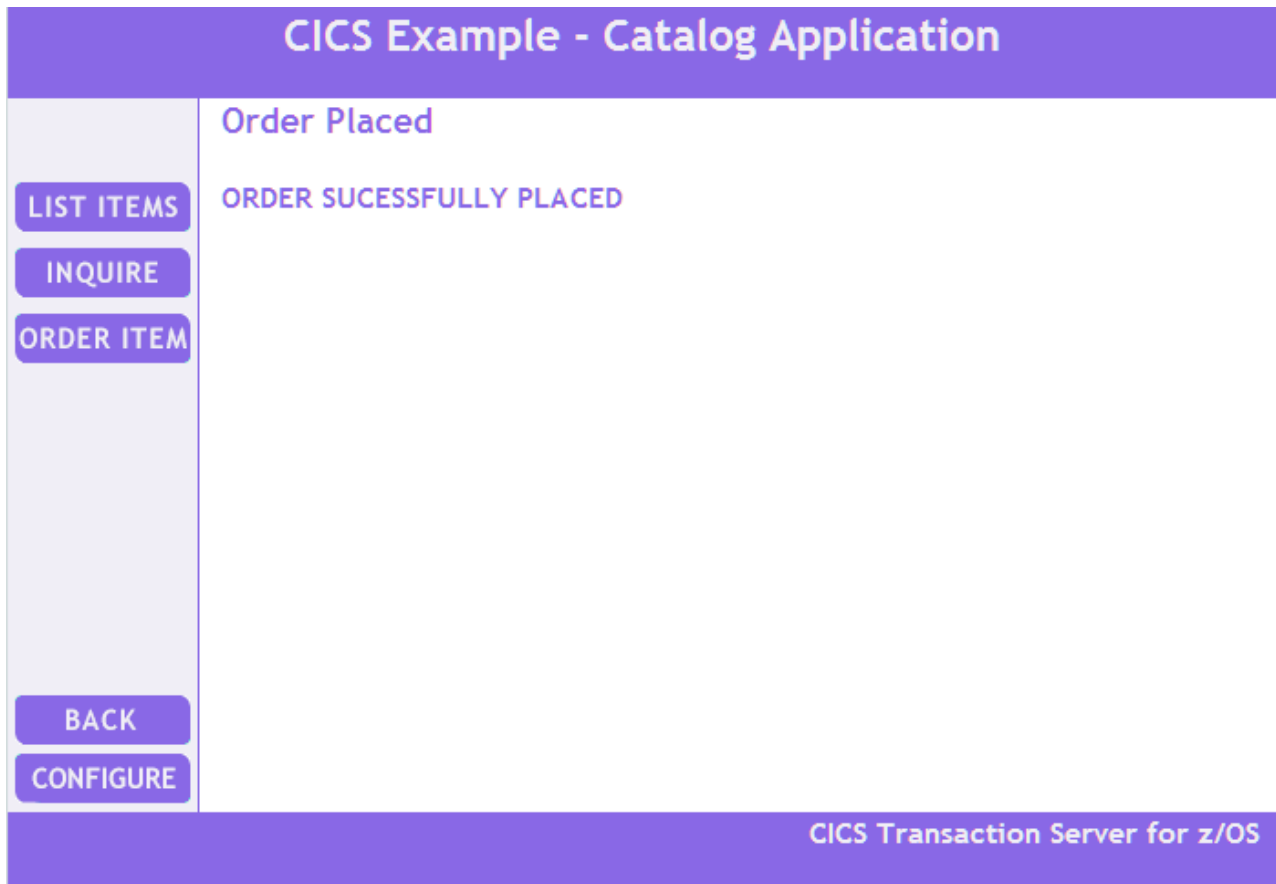 CICS Example - Catalog Application
Order Placed
ORDER SUCESSFULLY PLACED
LIST ITEMS
INQUIRE
ORDER ITEM
BACK
CONFIGURE
CICS Transaction Server for z/OS